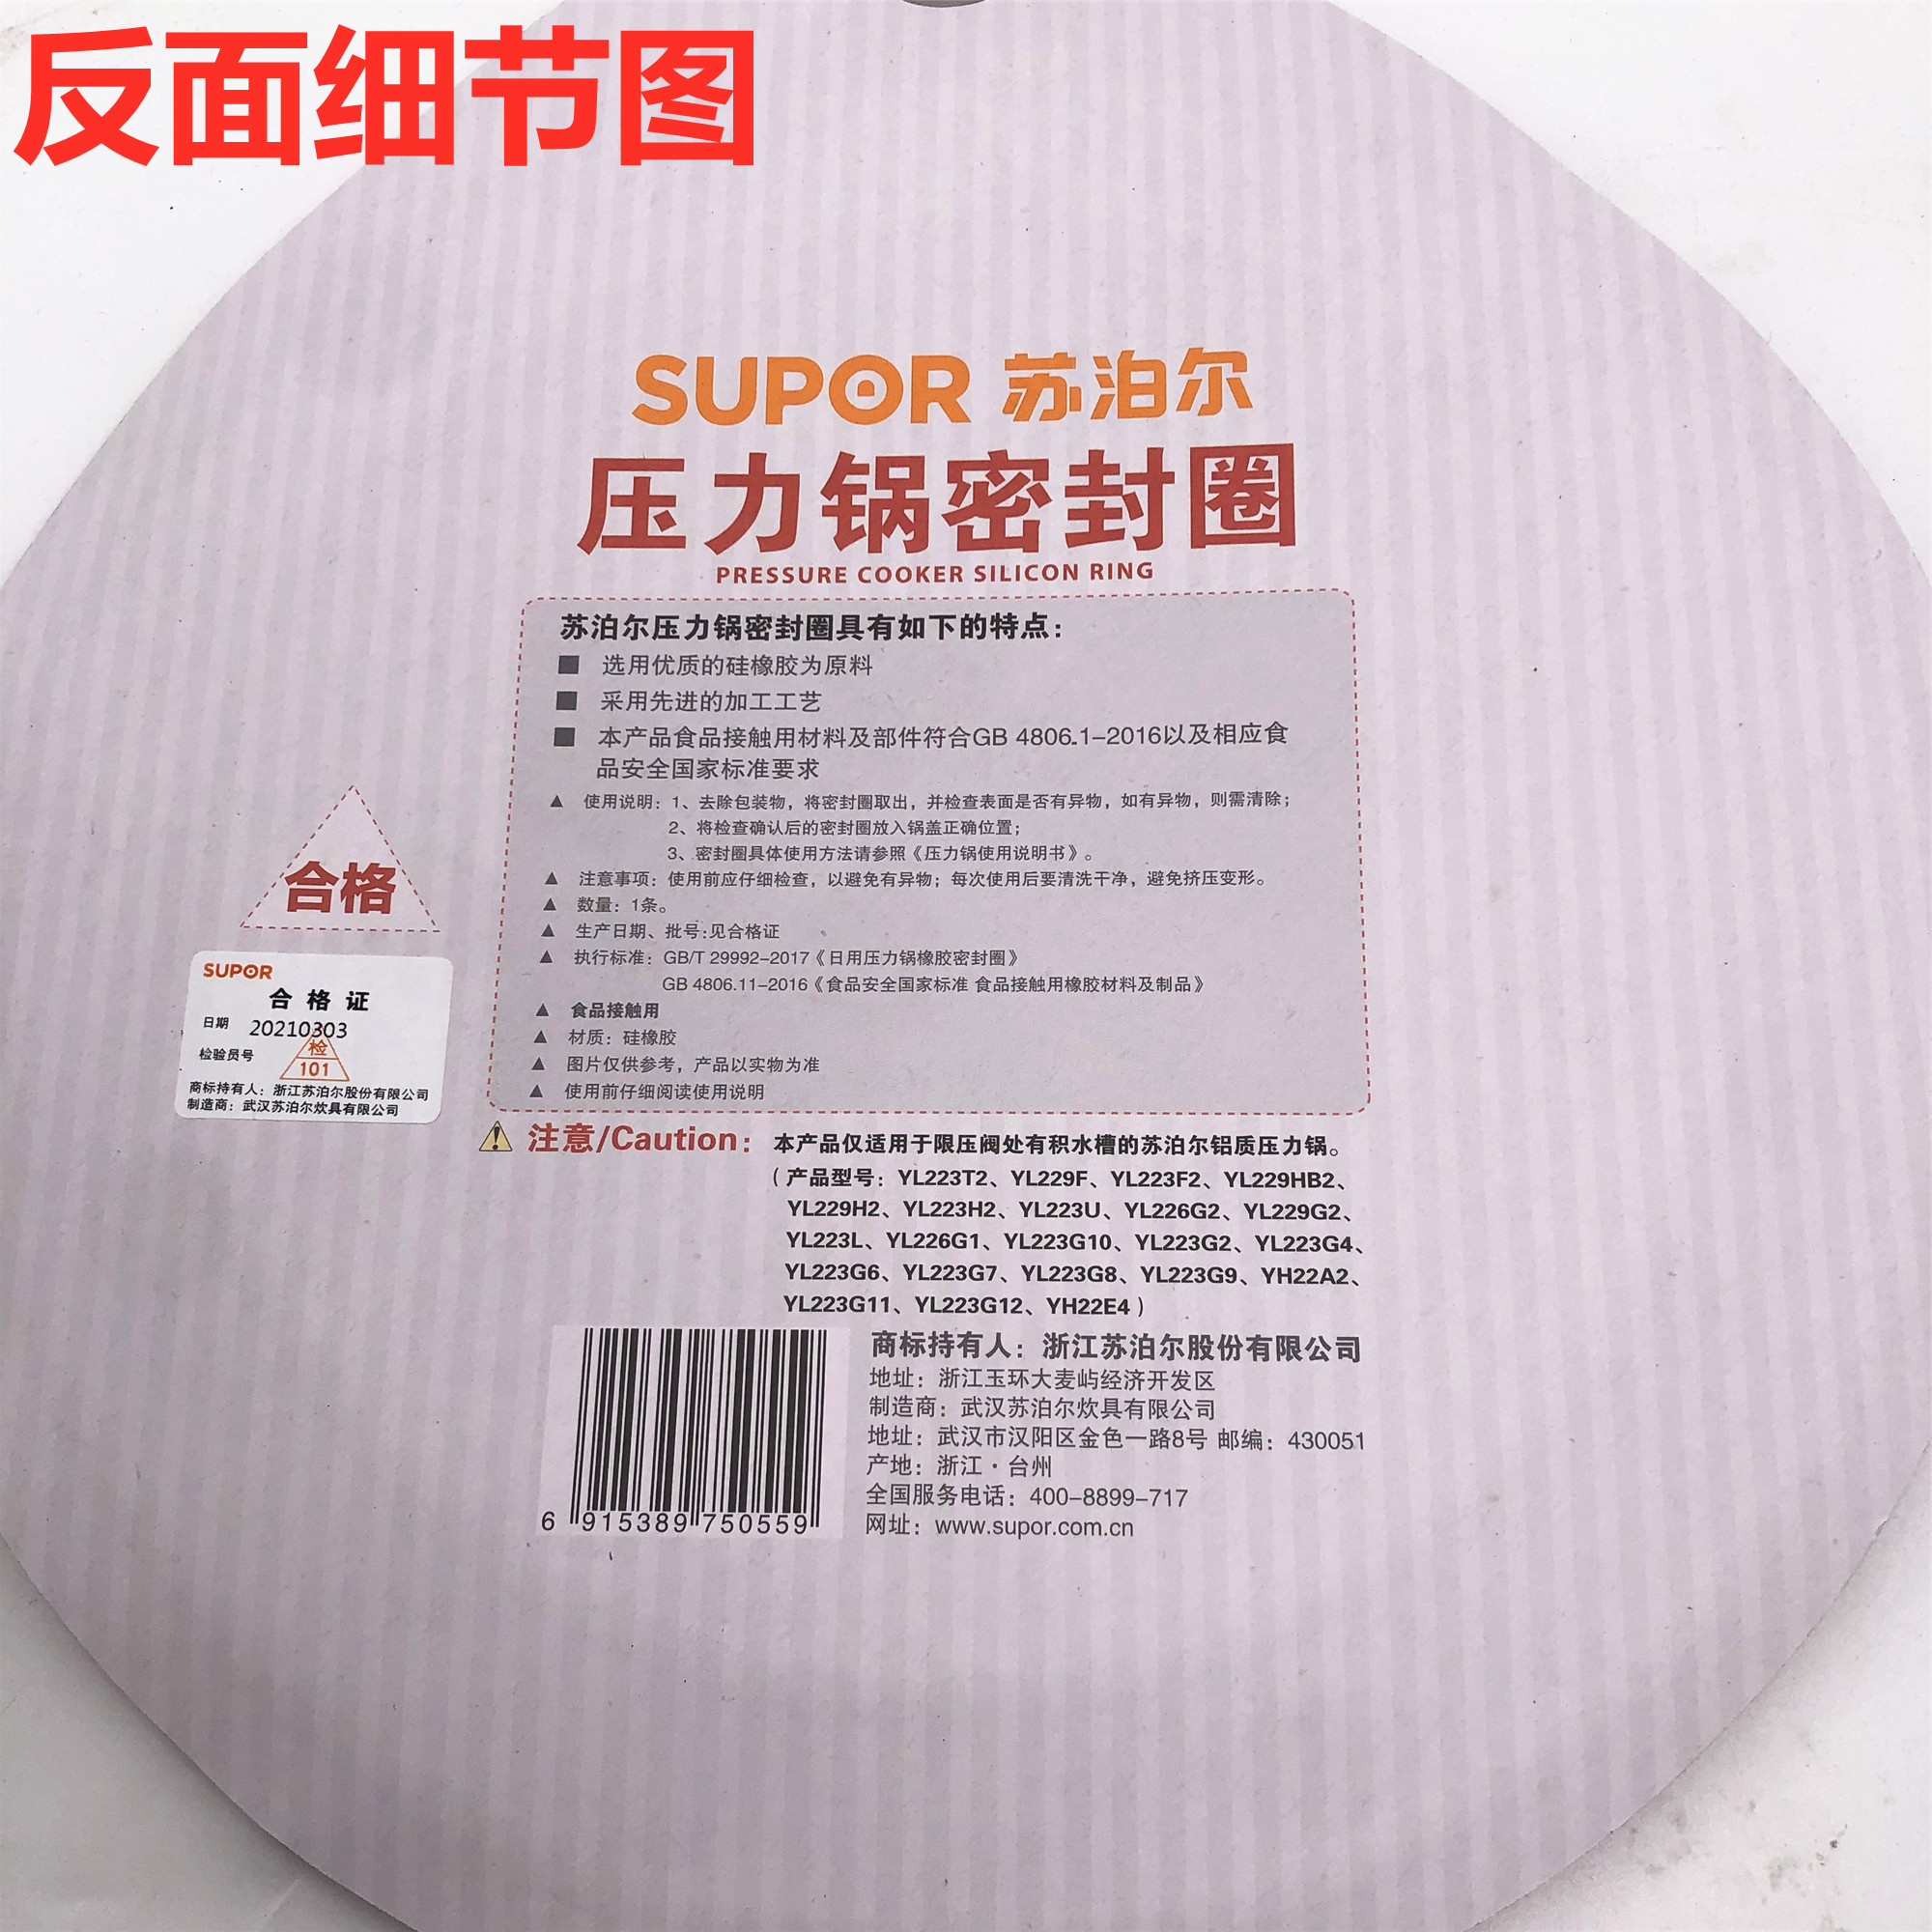 反面细节图
SUPOR 苏泊尔
压力锅密封圈
PRESSURE COOKER SILICON RING
苏泊尔压力锅密封圈具有如下的特点：
■ 选用优质的硅橡胶为原料
■ 采用先进的加工工艺
■ 本产品食品接触用材料及部件符合GB 4806.1-2016以及相应食
品安全国家标准要求
▲ 使用说明：1、去除包装物，将密封圈取出，并检查表面是否有异物，如有异物，则需清除；
2、将检查确认后的密封圈放入锅盖正确位置；
3、密封圈具体使用方法请参照《压力锅使用说明书》。
▲ 注意事项：使用前应仔细检查，以避免有异物；每次使用后要清洗干净，避免挤压变形。
▲ 数量：1条。
▲ 生产日期、批号:见合格证
▲ 执行标准：GB/T 29992-2017《日用压力锅橡胶密封圈》
GB 4806.11-2016《食品安全国家标准 食品接触用橡胶材料及制品》
▲ 食品接触用
▲ 材质：硅橡胶
▲ 图片仅供参考，产品以实物为准
▲ 使用前仔细阅读使用说明
合格
SUPOR
合格证
日期 20210303
检验员号 检
101
商标持有人：浙江苏泊尔股份有限公司
制造商：武汉苏泊尔炊具有限公司
注意/Caution：本产品仅适用于限压阀处有积水槽的苏泊尔铝质压力锅。
（产品型号：YL223T2、YL229F、YL223F2、YL229HB2、
YL229H2、YL223H2、YL223U、YL226G2、YL229G2、
YL223L、YL226G1、YL223G10、YL223G2、YL223G4、
YL223G6、YL223G7、YL223G8、YL223G9、YH22A2、
YL223G11、YL223G12、YH22E4）
商标持有人：浙江苏泊尔股份有限公司
地址：浙江玉环大麦屿经济开发区
制造商：武汉苏泊尔炊具有限公司
地址：武汉市汉阳区金色一路8号 邮编：430051
产地：浙江·台州
全国服务电话：400-8899-717
网址：www.supor.com.cn
6 915389 750559